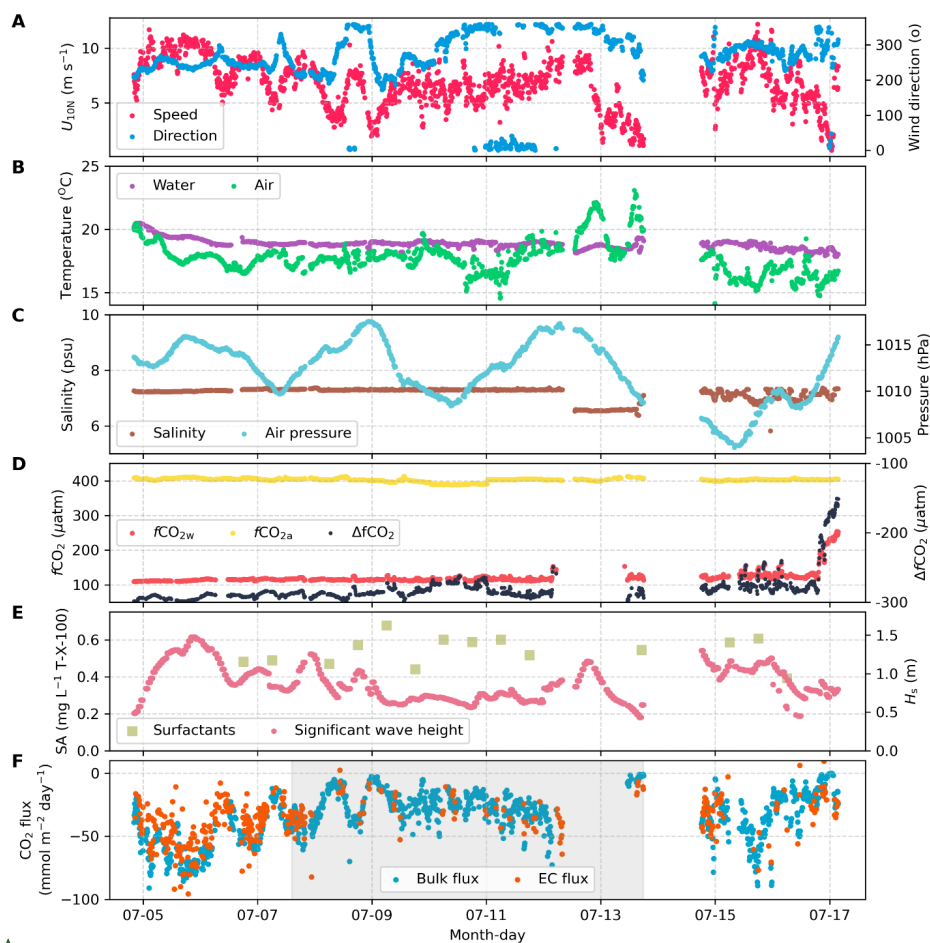 A
U10N (m s−1)
10
5
Speed
Direction
300
200
100
0
Wind direction (o)
B
Temperature (OC)
25
20
15
Water
Air
C
Salinity (psu)
10
8
6
Salinity
Air pressure
1015
1010
1005
Pressure (hPa)
D
fCO2 (μatm)
400
300
200
100
fCO2w
fCO2a
ΔfCO2
-100
-200
-300
ΔfCO2 (μatm)
E
SA (mg L−1 T-X-100)
0.6
0.4
0.2
0.0
Surfactants
Significant wave height
1.5
1.0
0.5
0.0
Hs (m)
F
CO2 flux
(mmol m−2 day−1)
0
−50
−100
Bulk flux
EC flux
07-05 07-07 07-09 07-11 07-13 07-15 07-17
Month-day